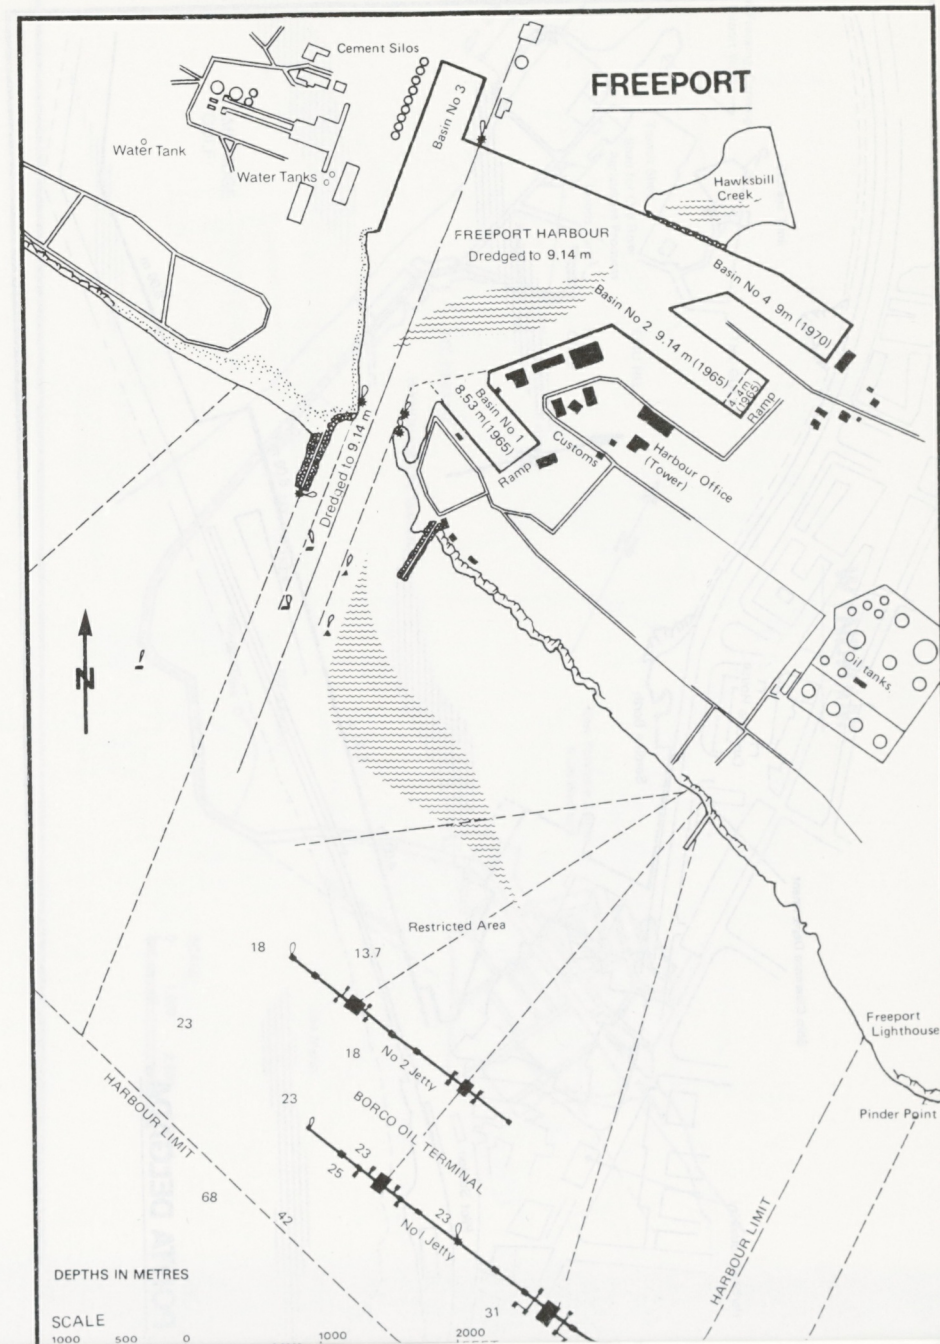 Cement Silos
FREEPORT
Basin No 3
Water Tank
Water Tanks
Hawksbill
Creek
FREEPORT HARBOUR
Dredged to 9.14 m
Basin No 4 9m (1970)
Basin No 2 9.14 m (1965)
4.4m
(1965)
Ramp
Basin No 1
8.53 m (1965)
Ramp
Customs
Harbour Office
(Tower)
Dredged to 9.14 m
N
Oil tanks.
Restricted Area
18
13.7
23
18
No 2 Jetty
Freeport
Lighthouse
Pinder Point
HARBOUR LIMIT
23
BORCO OIL TERMINAL
23
25
68
42
23
No 1 Jetty
31
HARBOUR LIMIT
DEPTHS IN METRES
SCALE
1000 500 0 1000 2000